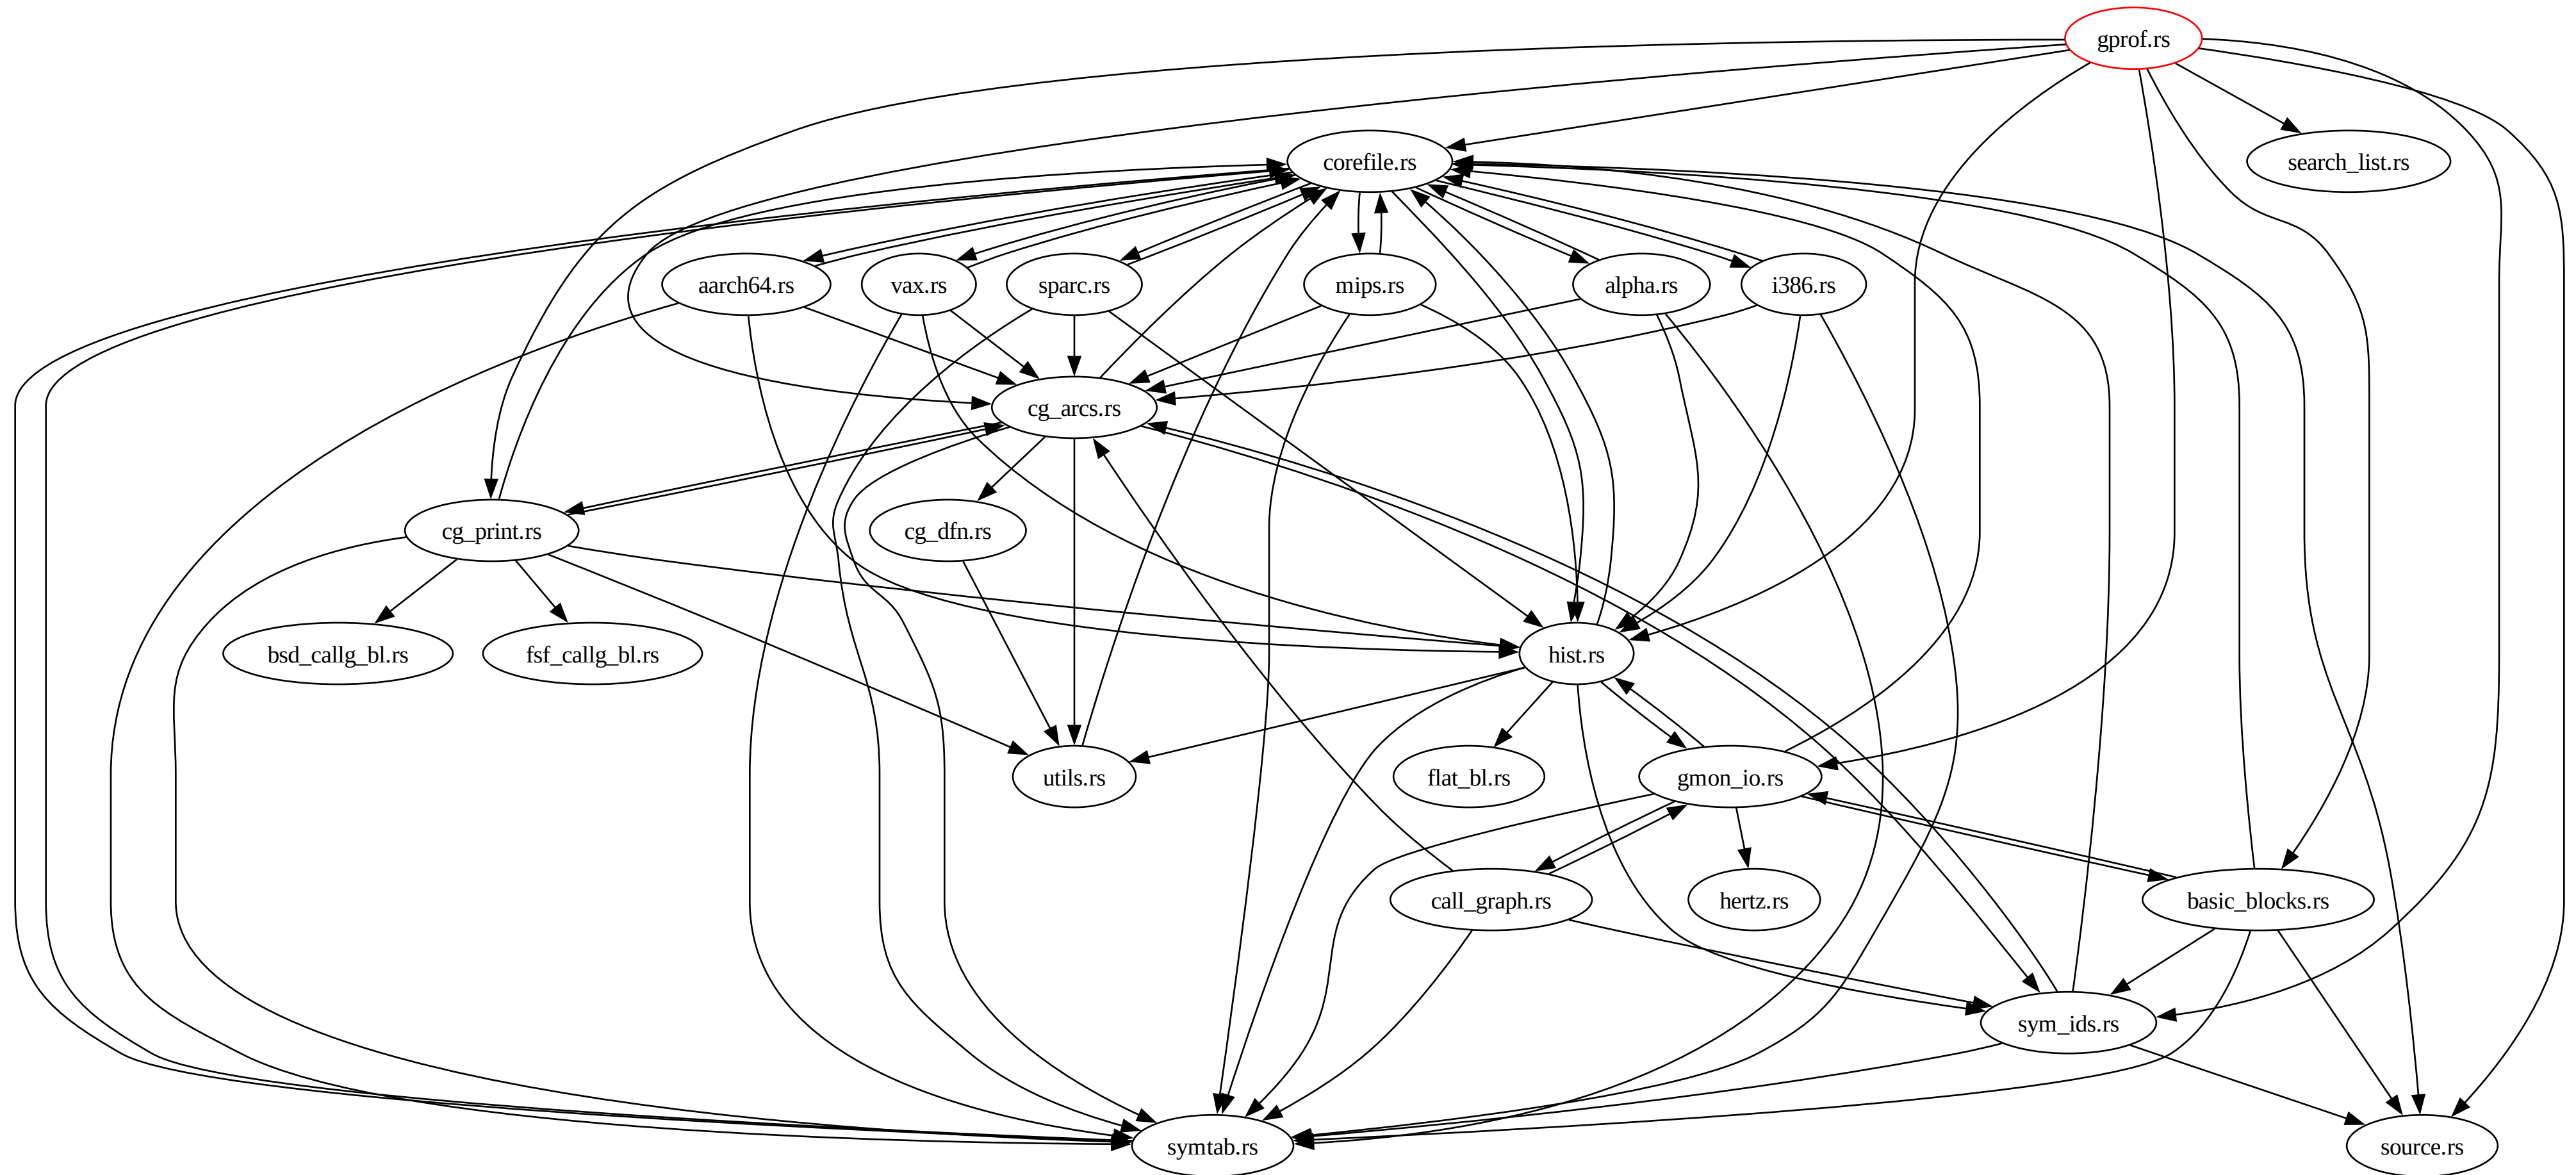 gprof.rs
corefile.rs
search_list.rs
aarch64.rs
vax.rs
sparc.rs
mips.rs
alpha.rs
i386.rs
cg_arcs.rs
cg_print.rs
cg_dfn.rs
bsd_callg_bl.rs
fsf_callg_bl.rs
hist.rs
utils.rs
flat_bl.rs
gmon_io.rs
call_graph.rs
hertz.rs
basic_blocks.rs
sym_ids.rs
symtab.rs
source.rs